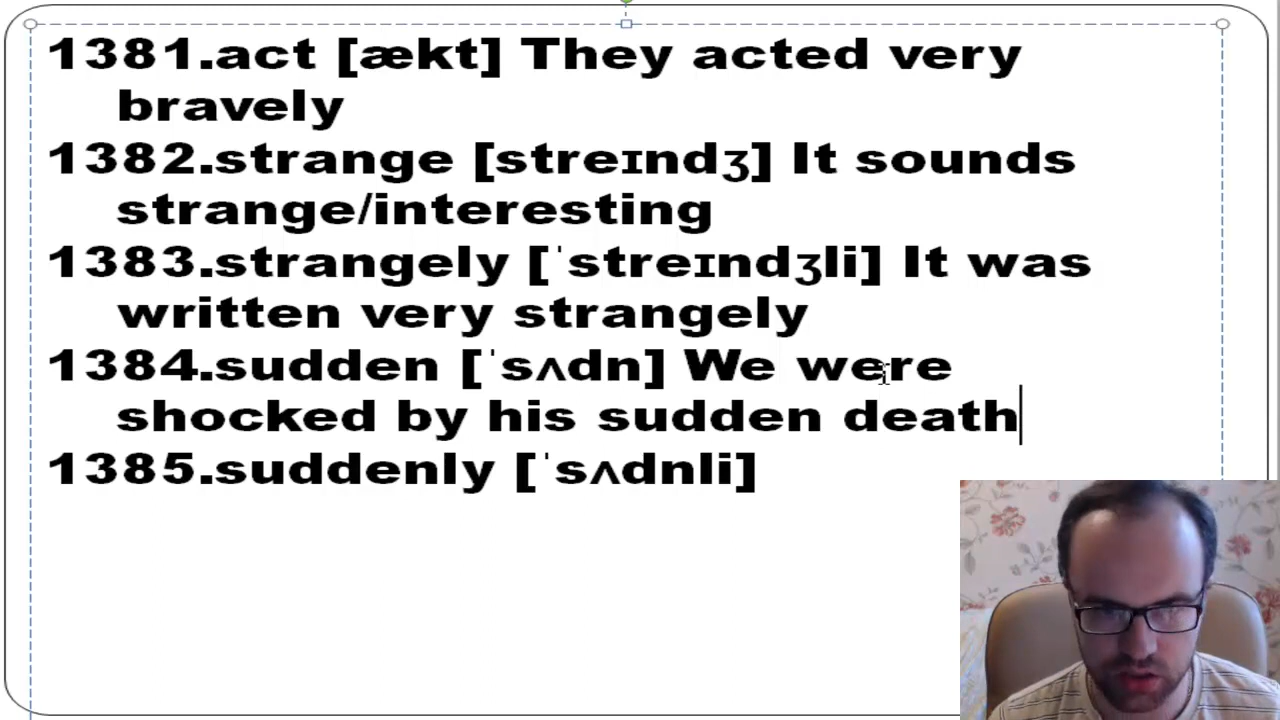 1381.act [ækt] They acted very
bravely
1382.strange [streɪndʒ] It sounds
strange/interesting
1383.strangely [ˈstreɪndʒli] It was
written very strangely
1384.sudden [ˈsʌdn] We were
shocked by his sudden death
1385.suddenly [ˈsʌdnli]